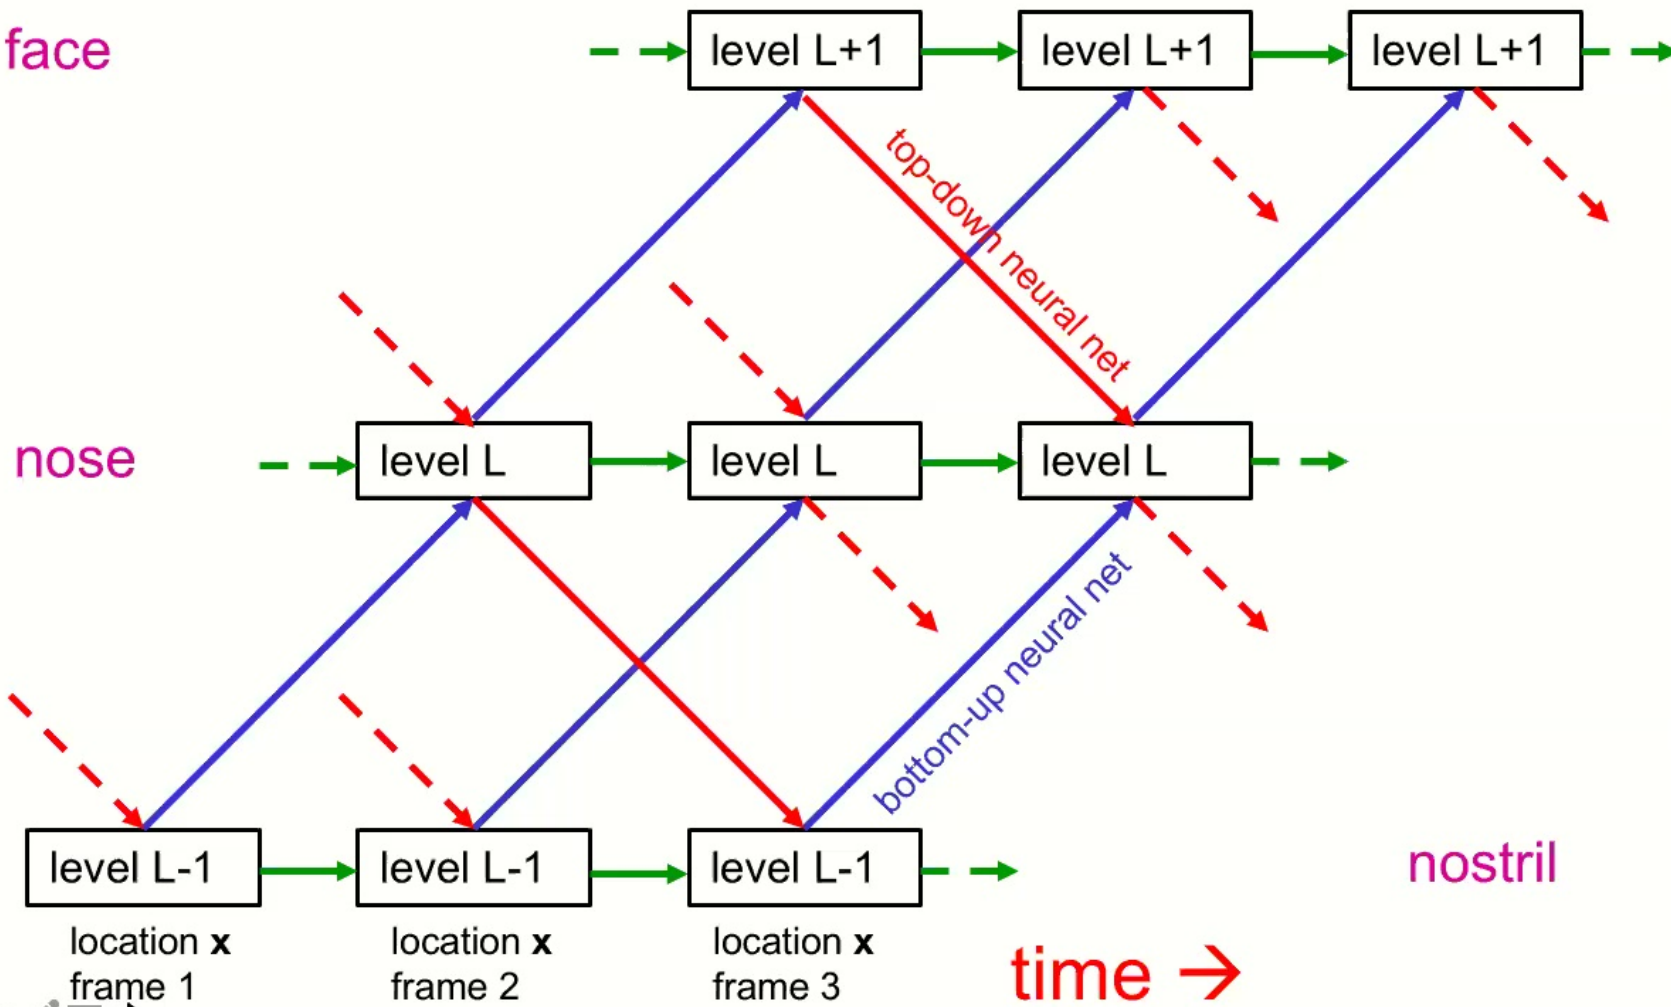 face
level L+1
level L+1
level L+1
top-down neural net
nose
level L
level L
level L
bottom-up neural net
level L-1
level L-1
level L-1
nostril
location x
frame 1
location x
frame 2
location x
frame 3
time →